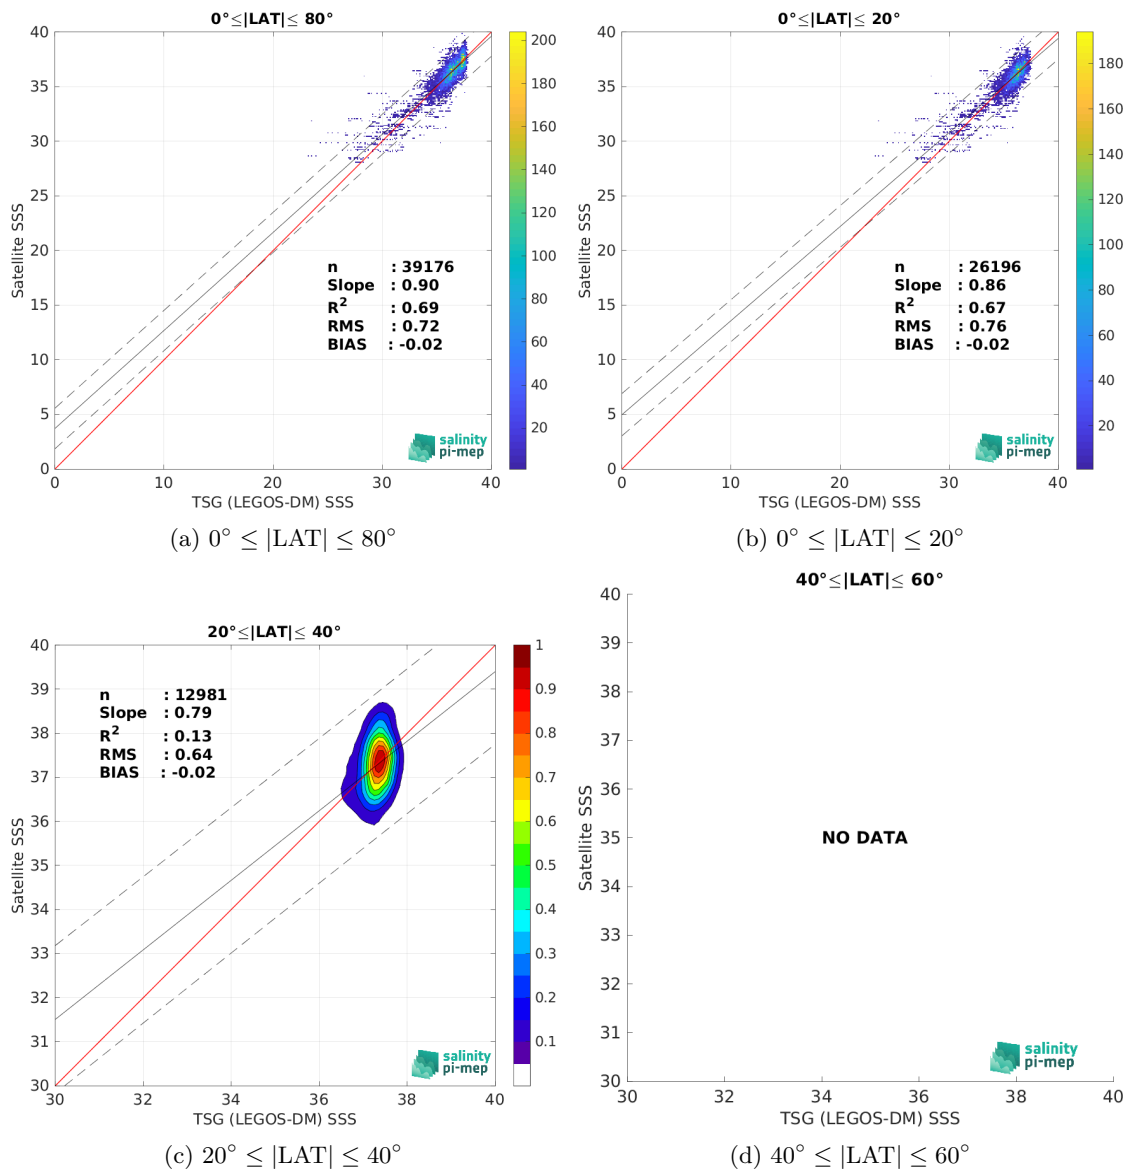 0°≤|LAT|≤ 80°
40
35
30
25
20
15
10
5
0
Satellite SSS
n : 39176
Slope : 0.90
R² : 0.69
RMS : 0.72
BIAS : -0.02
salinity
pi-mep
0 10 20 30 40
TSG (LEGOS-DM) SSS
200
180
160
140
120
100
80
60
40
20
(a) 0° ≤ |LAT| ≤ 80°
0°≤|LAT|≤ 20°
40
35
30
25
20
15
10
5
0
Satellite SSS
n : 26196
Slope : 0.86
R² : 0.67
RMS : 0.76
BIAS : -0.02
salinity
pi-mep
0 10 20 30 40
TSG (LEGOS-DM) SSS
180
160
140
120
100
80
60
40
20
(b) 0° ≤ |LAT| ≤ 20°
20°≤|LAT|≤ 40°
40
39
38
37
36
35
34
33
32
31
30
Satellite SSS
n : 12981
Slope : 0.79
R² : 0.13
RMS : 0.64
BIAS : -0.02
salinity
pi-mep
30 32 34 36 38 40
TSG (LEGOS-DM) SSS
1
0.9
0.8
0.7
0.6
0.5
0.4
0.3
0.2
0.1
(c) 20° ≤ |LAT| ≤ 40°
40°≤|LAT|≤ 60°
40
39
38
37
36
35
34
33
32
31
30
Satellite SSS
NO DATA
salinity
pi-mep
30 32 34 36 38 40
TSG (LEGOS-DM) SSS
(d) 40° ≤ |LAT| ≤ 60°